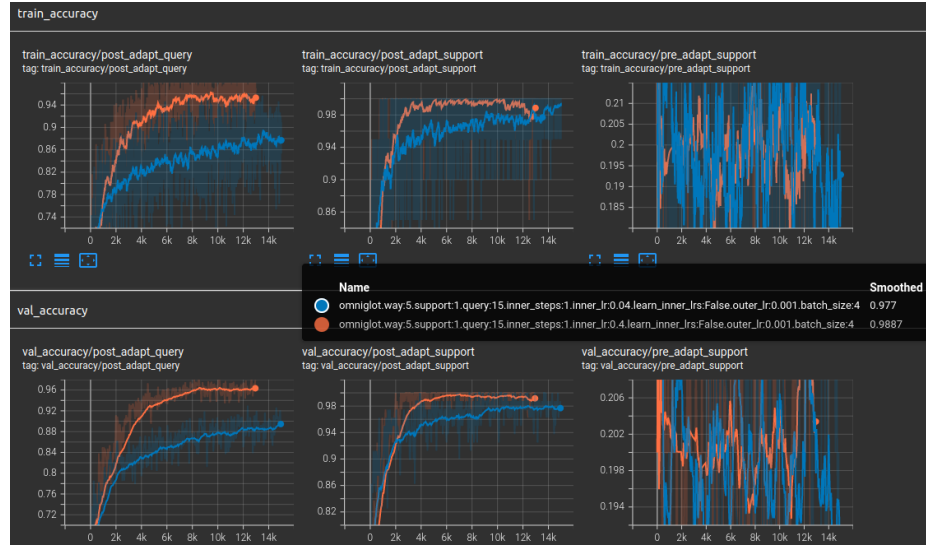 train_accuracy
train_accuracy/post_adapt_query
tag: train_accuracy/post_adapt_query
0.94
0.9
0.86
0.82
0.78
0.74
0 2k 4k 6k 8k 10k 12k 14k
train_accuracy/post_adapt_support
tag: train_accuracy/post_adapt_support
0.98
0.94
0.9
0.86
0 2k 4k 6k 8k 10k 12k 14k
train_accuracy/pre_adapt_support
tag: train_accuracy/pre_adapt_support
0.21
0.205
0.2
0.195
0.19
0.185
0 2k 4k 6k 8k 10k 12k 14k
Name Smoothed
omniglot.way:5.support:1.query:15.inner_steps:1.inner_lr:0.04.learn_inner_lrs:False.outer_lr:0.001.batch_size:4 0.977
omniglot.way:5.support:1.query:15.inner_steps:1.inner_lr:0.4.learn_inner_lrs:False.outer_lr:0.001.batch_size:4 0.9887
val_accuracy
val_accuracy/post_adapt_query
tag: val_accuracy/post_adapt_query
0.96
0.92
0.88
0.84
0.8
0.76
0.72
0 2k 4k 6k 8k 10k 12k 14k
val_accuracy/post_adapt_support
tag: val_accuracy/post_adapt_support
0.98
0.94
0.9
0.86
0.82
0 2k 4k 6k 8k 10k 12k 14k
val_accuracy/pre_adapt_support
tag: val_accuracy/pre_adapt_support
0.206
0.202
0.198
0.194
0 2k 4k 6k 8k 10k 12k 14k